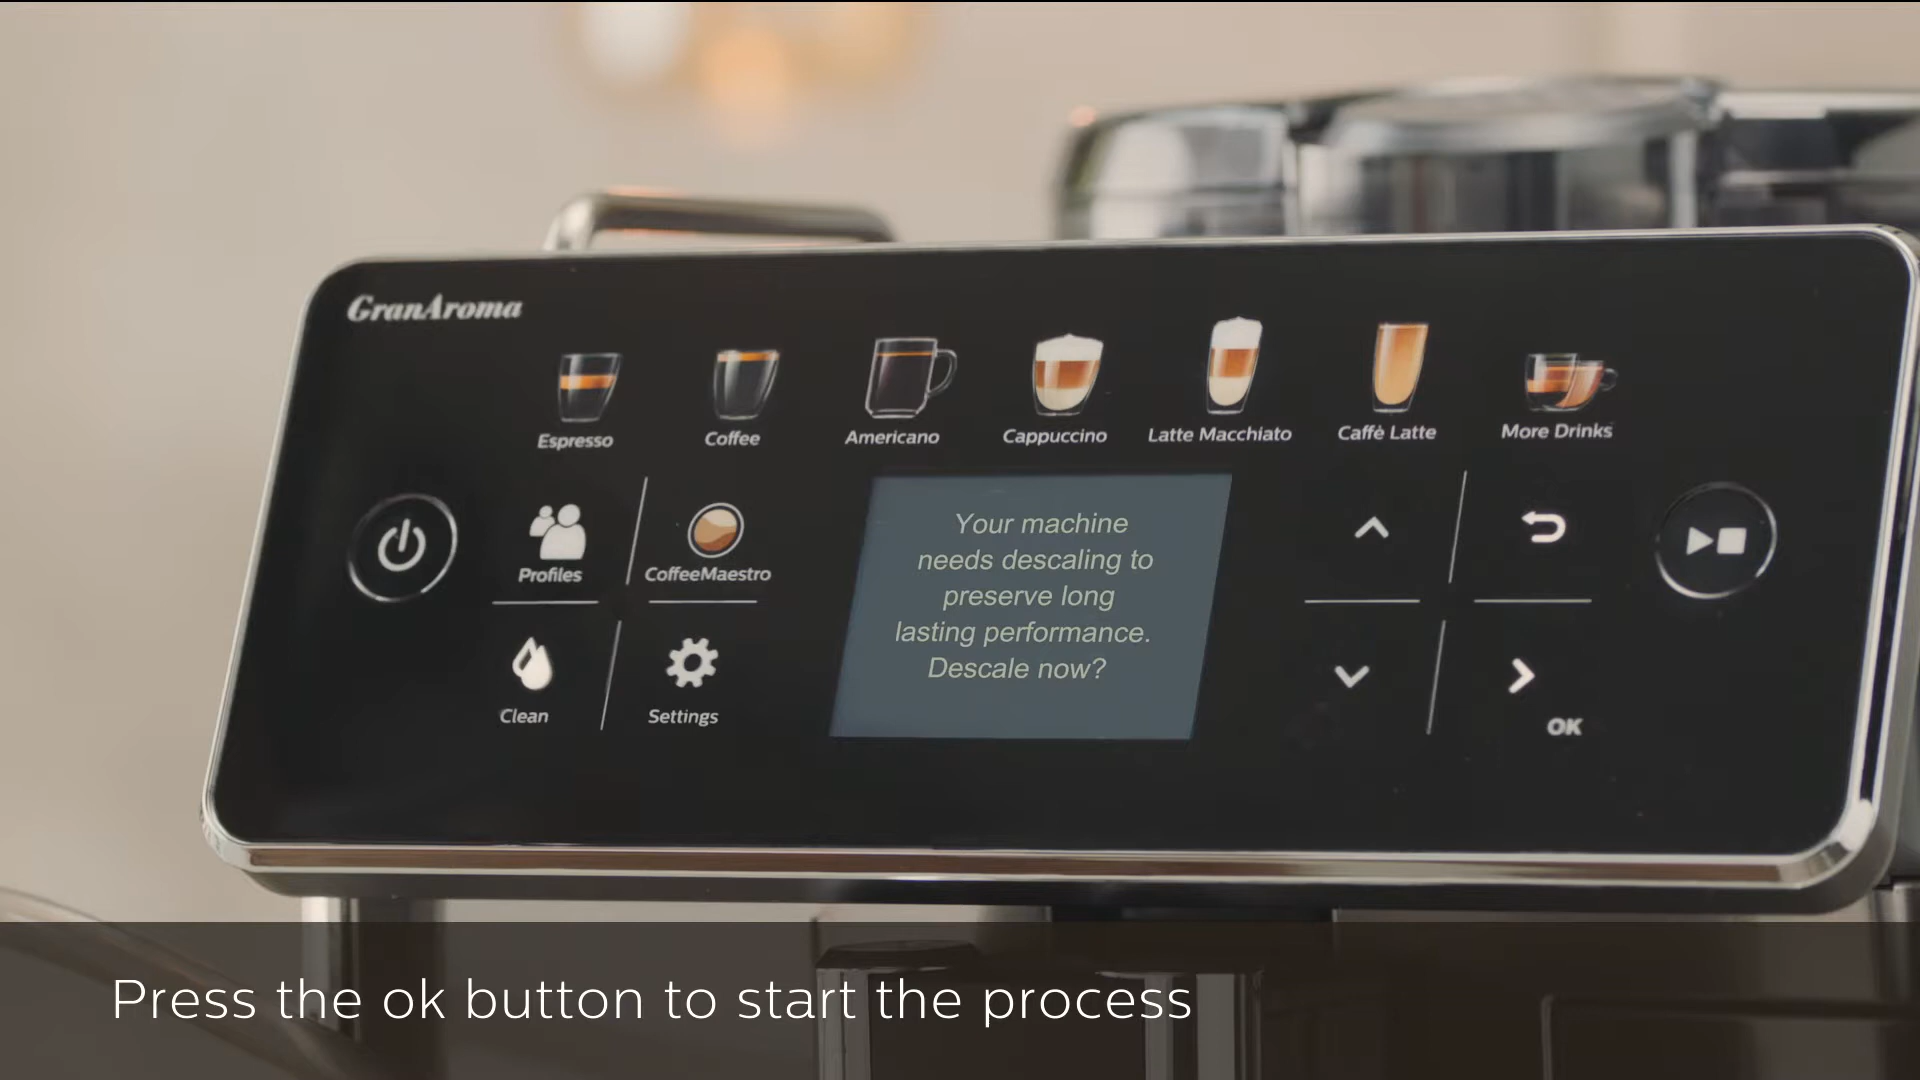 GranAroma
Espresso
Coffee
Americano
Cappuccino
Latte Macchiato
Caffè Latte
More Drinks
Profiles
CoffeeMaestro
Your machine
needs descaling to
preserve long
lasting performance.
Descale now?
Clean
Settings
OK
Press the ok button to start the process